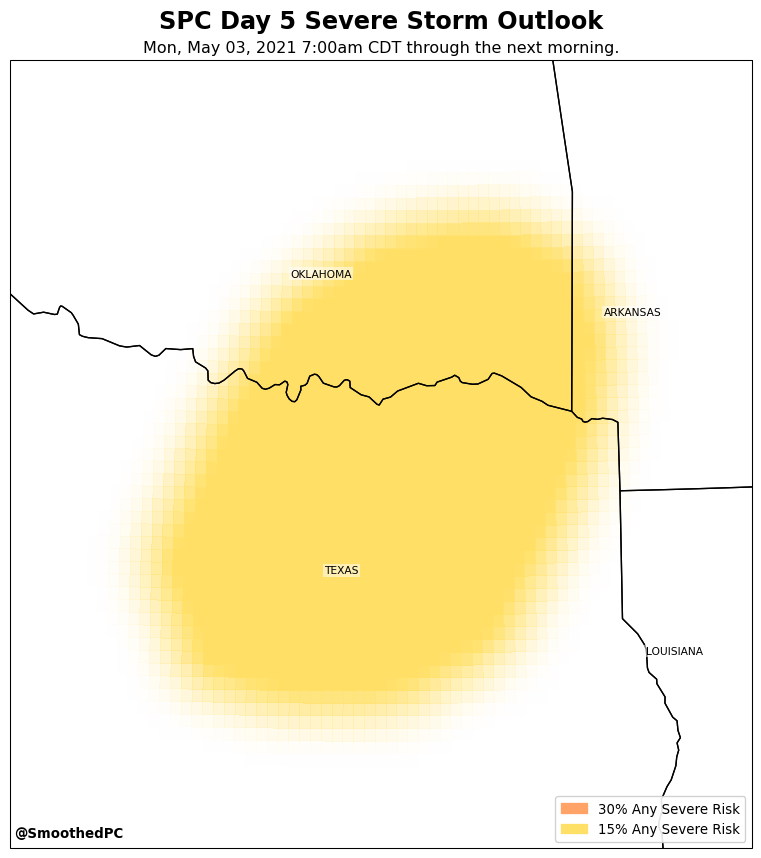 SPC Day 5 Severe Storm Outlook
Mon, May 03, 2021 7:00am CDT through the next morning.
OKLAHOMA
ARKANSAS
TEXAS
LOUISIANA
30% Any Severe Risk
15% Any Severe Risk
@SmoothedPC